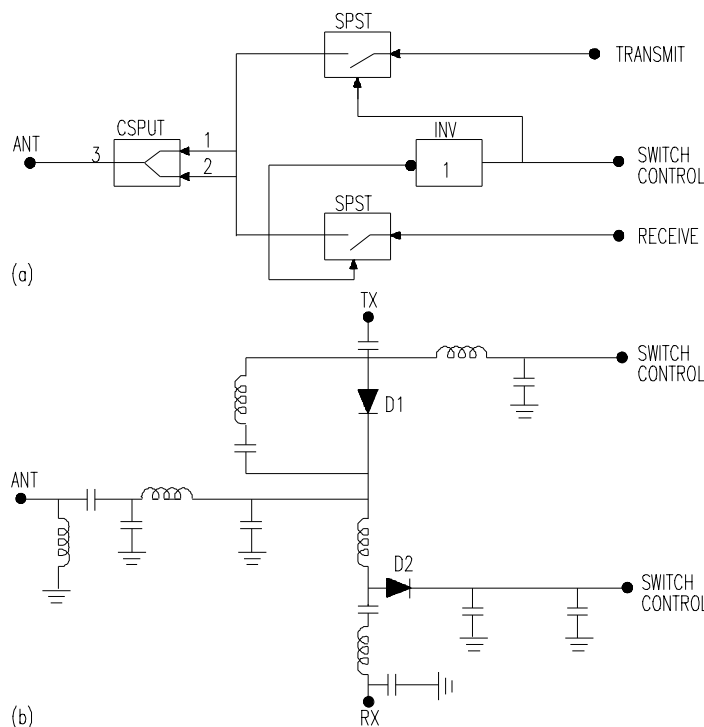 SPST
TRANSMIT
CSPUT
ANT
3
1
2
INV
1
SWITCH
CONTROL
SPST
RECEIVE
(a)
TX
SWITCH
CONTROL
D1
ANT
D2
SWITCH
CONTROL
(b)
RX